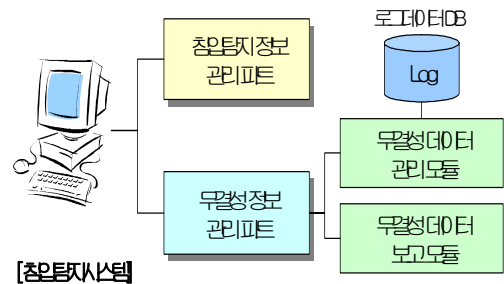 로그데이터DB
Log
침입탐지 정보
관리 파트
무결성 데이터
관리 모듈
무결성 정보
관리 파트
무결성 데이터
보고 모듈
[침입탐지시스템]